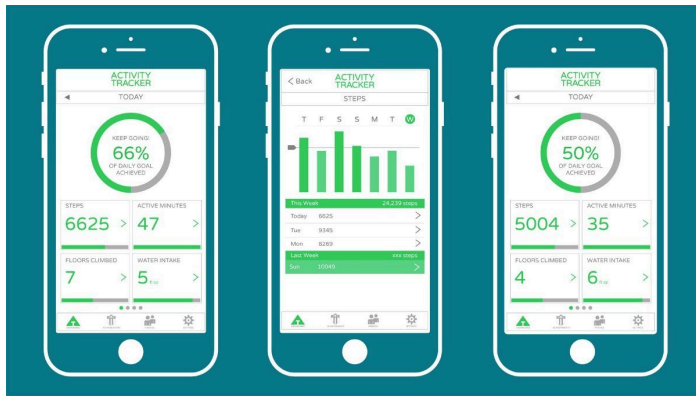 ACTIVITY
TRACKER
TODAY
KEEP GOING!
66%
OF DAILY GOAL
ACHIEVED
STEPS
6625 >
ACTIVE MINUTES
47 >
FLOORS CLIMBED
7 >
WATER INTAKE
5 >
< Back
ACTIVITY
TRACKER
STEPS
T F S S M T W
This Week 24,239 steps
Today 6625 >
Tue 9345 >
Mon 8269 >
Last Week xxx steps
Sun 10045 >
ACTIVITY
TRACKER
TODAY
KEEP GOING!
50%
OF DAILY GOAL
ACHIEVED
STEPS
5004 >
ACTIVE MINUTES
35 >
FLOORS CLIMBED
4 >
WATER INTAKE
6 >